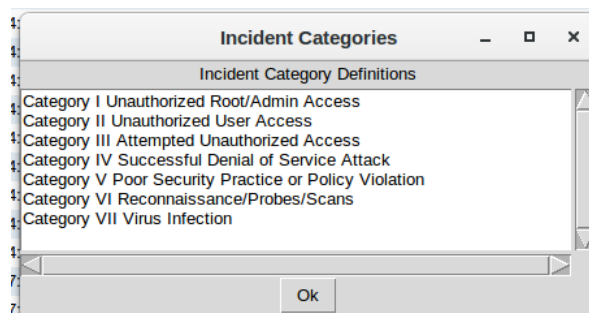 Incident Categories
Incident Category Definitions
Category I Unauthorized Root/Admin Access
Category II Unauthorized User Access
Category III Attempted Unauthorized Access
Category IV Successful Denial of Service Attack
Category V Poor Security Practice or Policy Violation
Category VI Reconnaissance/Probes/Scans
Category VII Virus Infection
Ok